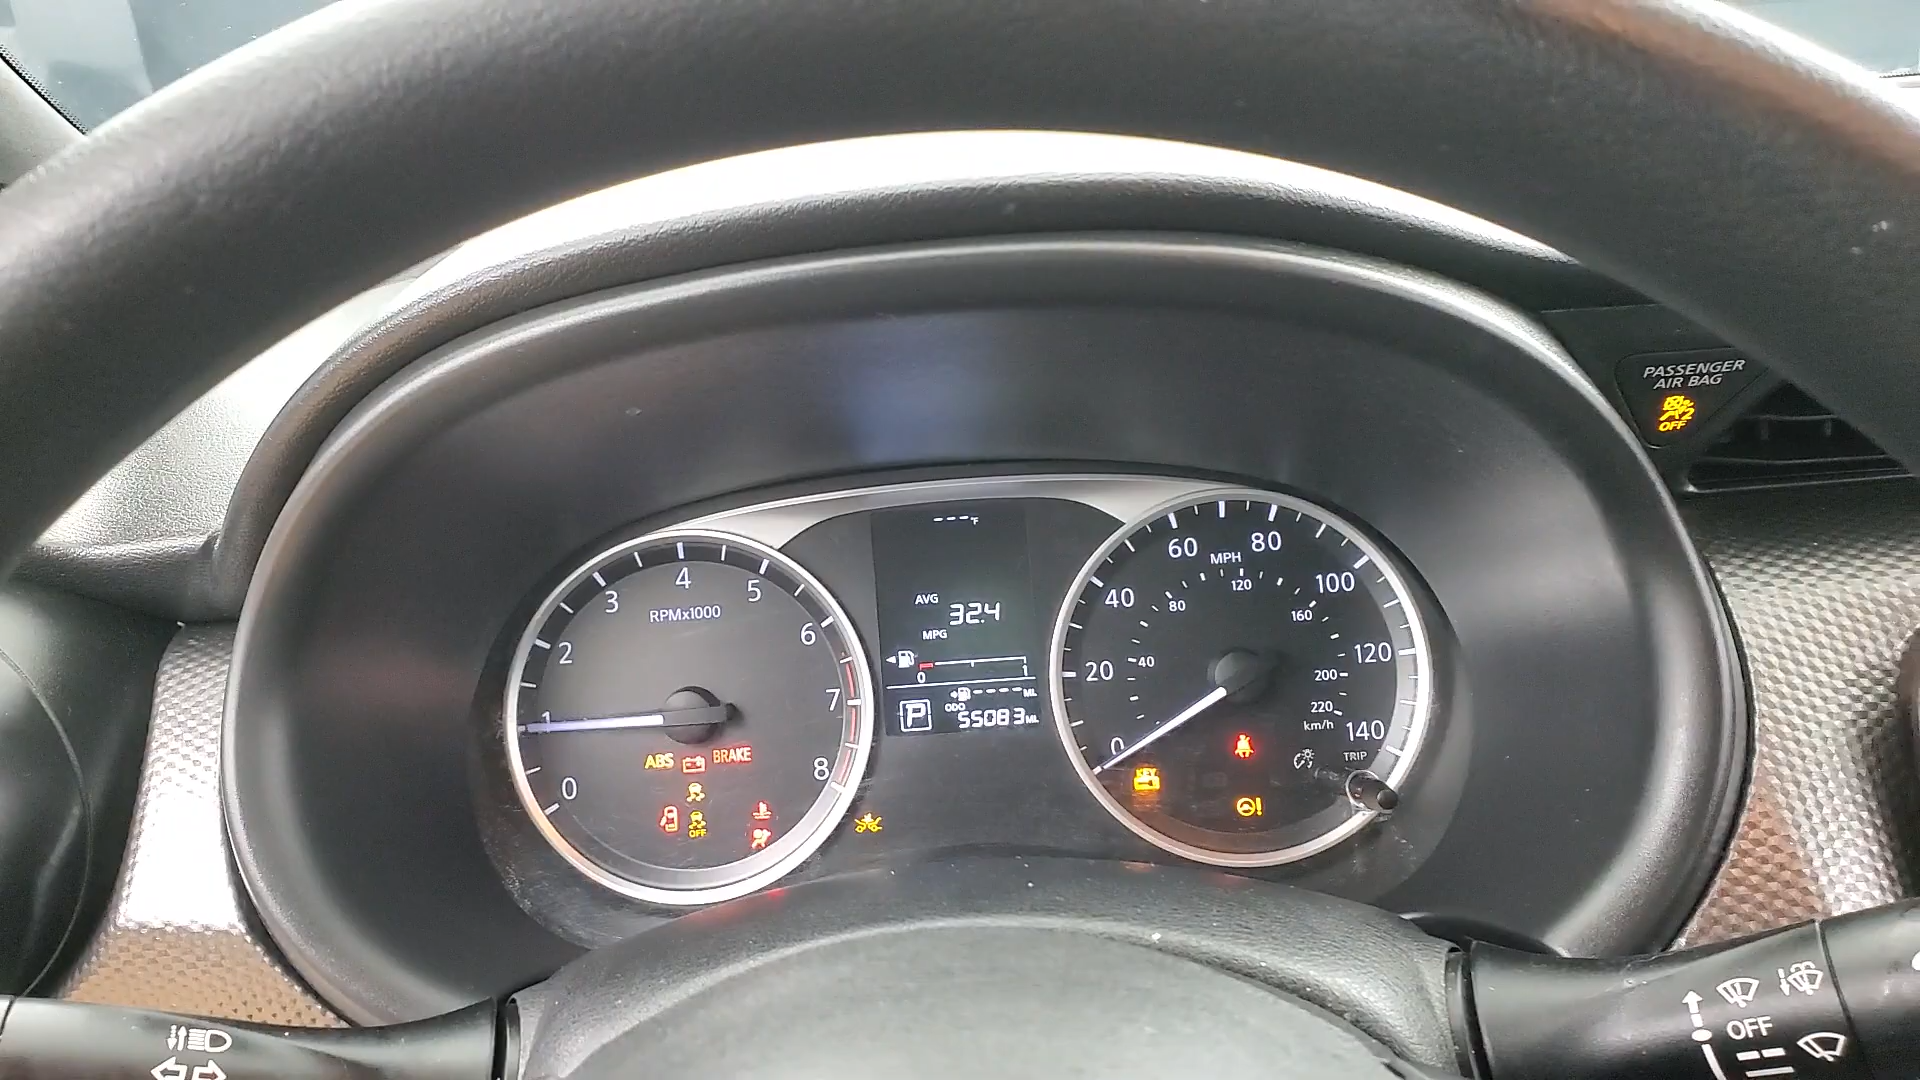 PASSENGER
AIR BAG
OFF
---°F
AVG
32.4
MPG
0
1
----MI
ODO
P
55083MI
0
1
2
3
4
5
6
7
8
RPMx1000
ABS
BRAKE
OFF
0
20
40
60
80
100
120
140
MPH
40
80
120
160
200
220
km/h
TRIP
KEY
!
OFF